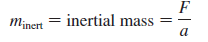 m_inert = inertial mass = F/a